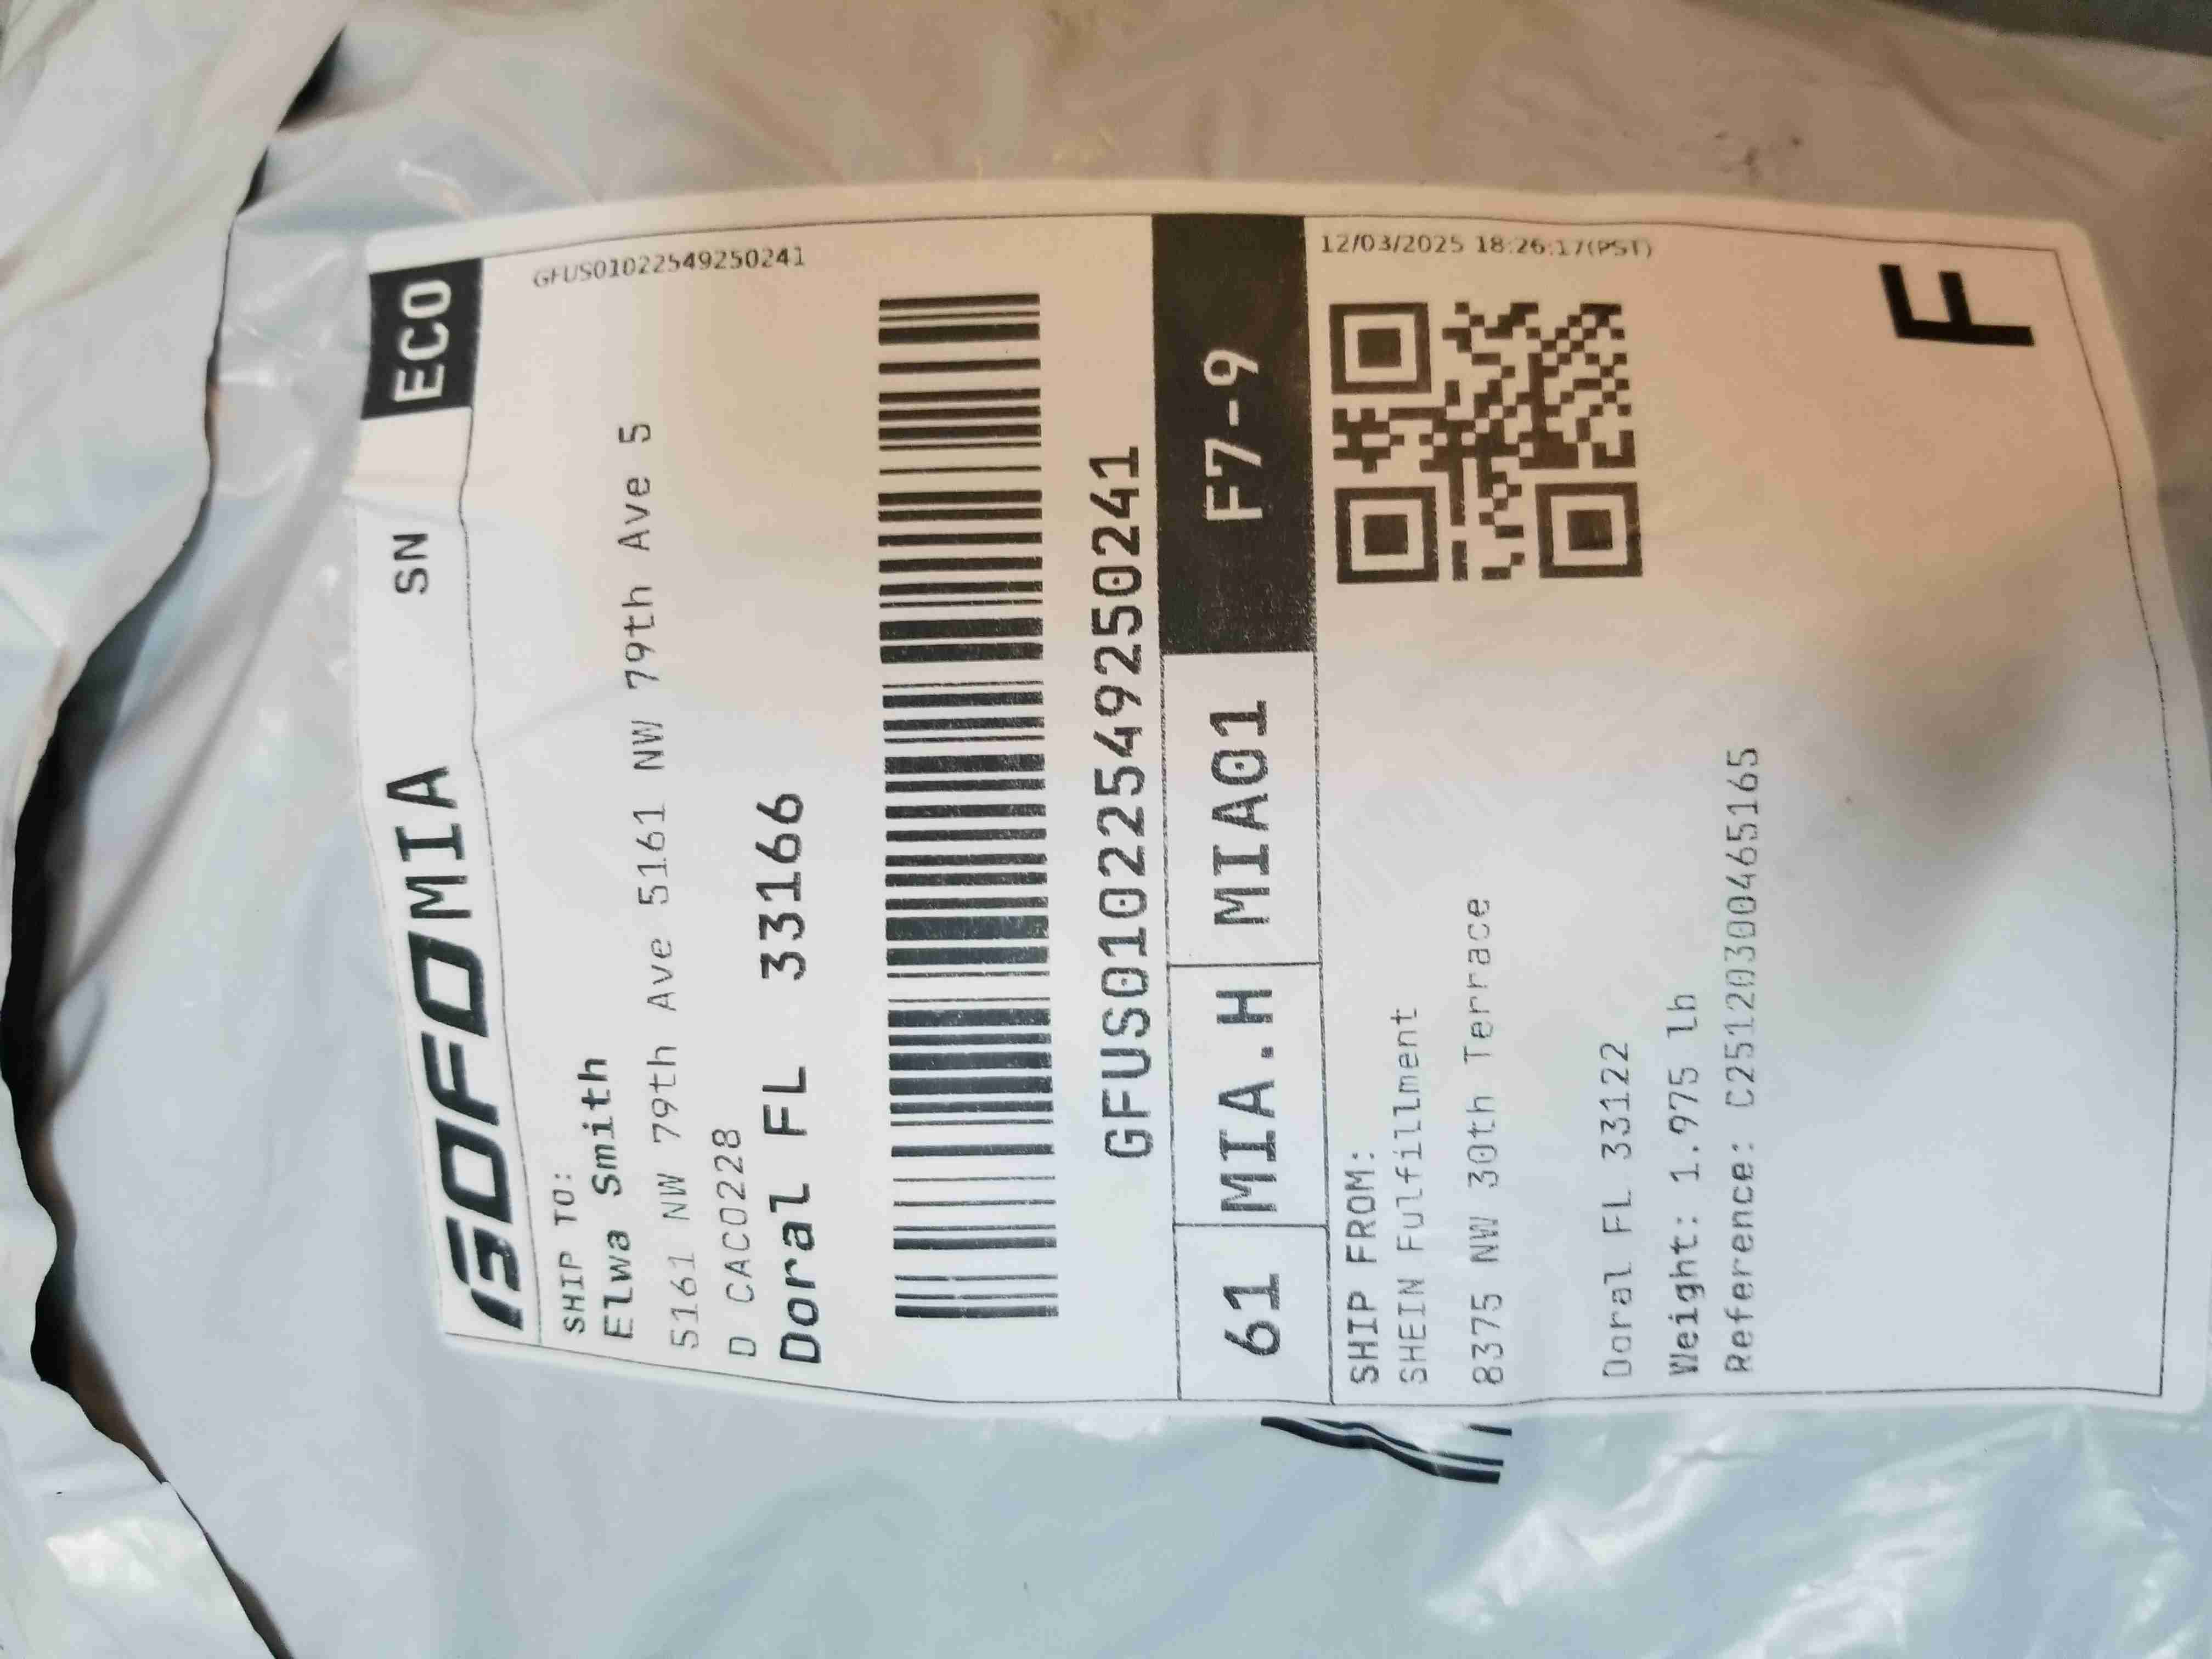 GOFO MIA SN ECO
GFUS01022549250241
SHIP TO:
Elwa Smith
5161 NW 79th Ave 5161 NW 79th Ave 5
D CAC0228
Doral FL 33166
GFUS01022549250241
61 MIA.H MIA01 F7-9
12/03/2025 18:26:17(PST)
SHIP FROM:
SHEIN Fulfillment
8375 NW 30th Terrace
Doral FL 33122
Weight: 1.975 lb
Reference: C2512030046516​5
F